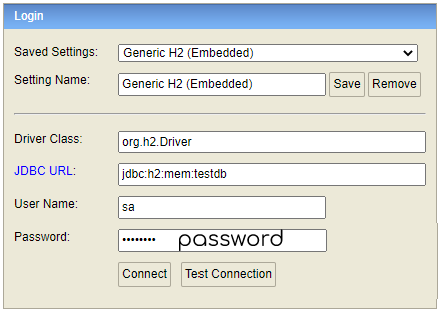 Login
Saved Settings: Generic H2 (Embedded)
Setting Name: Generic H2 (Embedded) Save Remove
Driver Class: org.h2.Driver
JDBC URL: jdbc:h2:mem:testdb
User Name: sa
Password: •••••••• password
Connect Test Connection